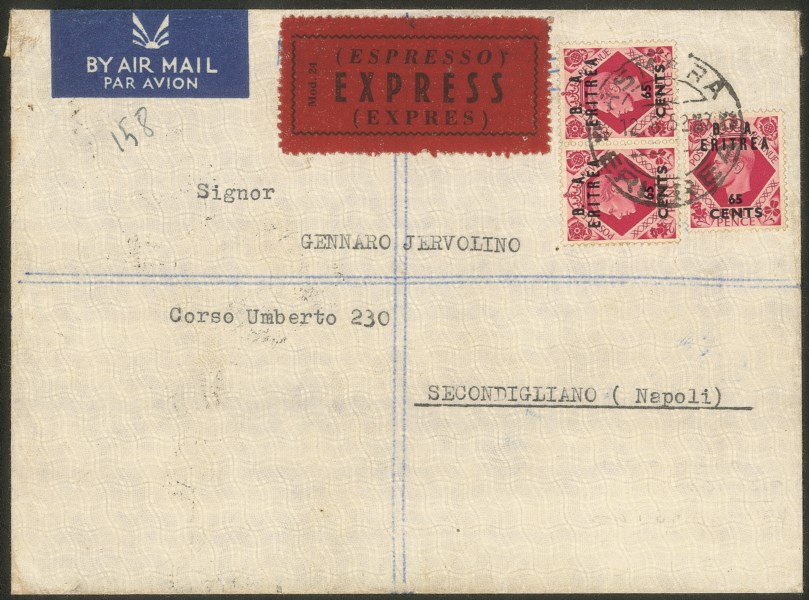 BY AIR MAIL
PAR AVION
158
Mod. 24
(ESPRESSO)
EXPRESS
(EXPRES)
B. A.
ERITREA
65
CENTS
B. A.
ERITREA
65
CENTS
B. A.
ERITREA
65
CENTS
PENCE
Signor
GENNARO JERVOLINO
Corso Umberto 230
SECONDIGLIANO ( Napoli)